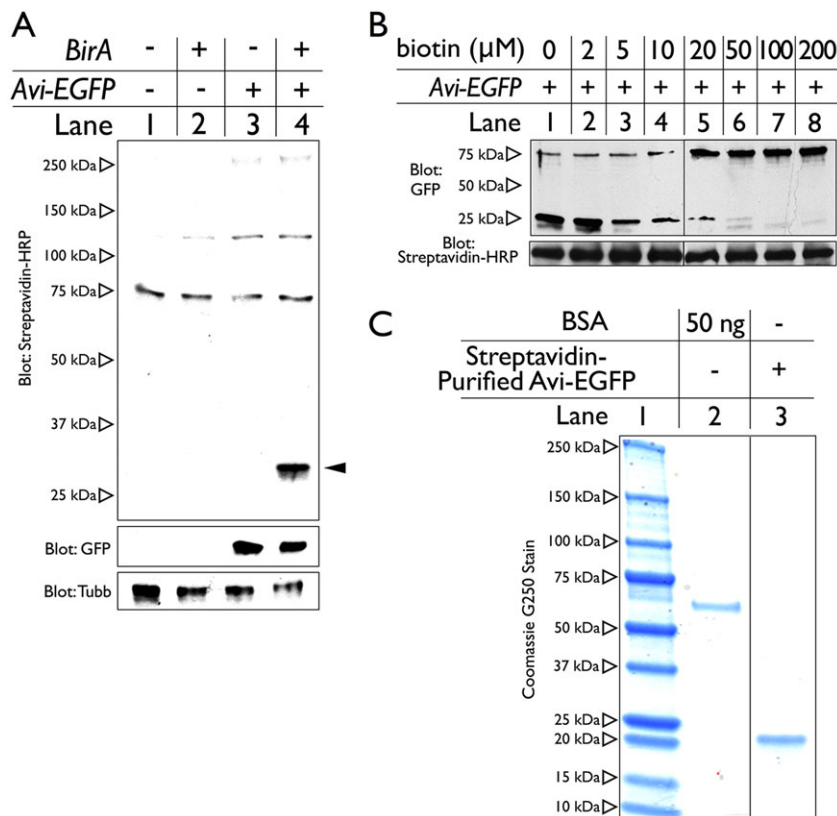 A
BirA - + - +
Avi-EGFP - - + +
Lane 1 2 3 4
Blot: Streptavidin-HRP
250 kDa
150 kDa
100 kDa
75 kDa
50 kDa
37 kDa
25 kDa
Blot: GFP
Blot:Tubb
B
biotin (µM) 0 2 5 10 20 50 100 200
Avi-EGFP + + + + + + + +
Lane 1 2 3 4 5 6 7 8
Blot:
GFP
75 kDa
50 kDa
25 kDa
Blot:
Streptavidin-HRP
C
BSA 50 ng -
Streptavidin-
Purified Avi-EGFP - +
Lane 1 2 3
Coomassie G250 Stain
250 kDa
150 kDa
100 kDa
75 kDa
50 kDa
37 kDa
25 kDa
20 kDa
15 kDa
10 kDa